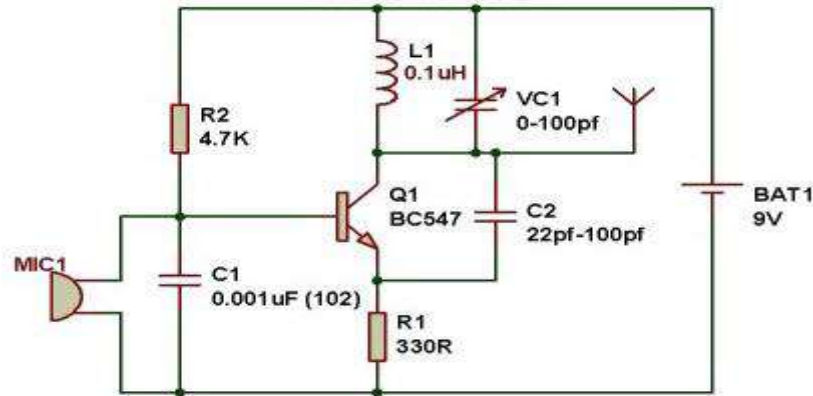 L1
0.1uH
VC1
0-100pf
R2
4.7K
Q1
BC547
C2
22pf-100pf
BAT1
9V
MIC1
C1
0.001uF (102)
R1
330R